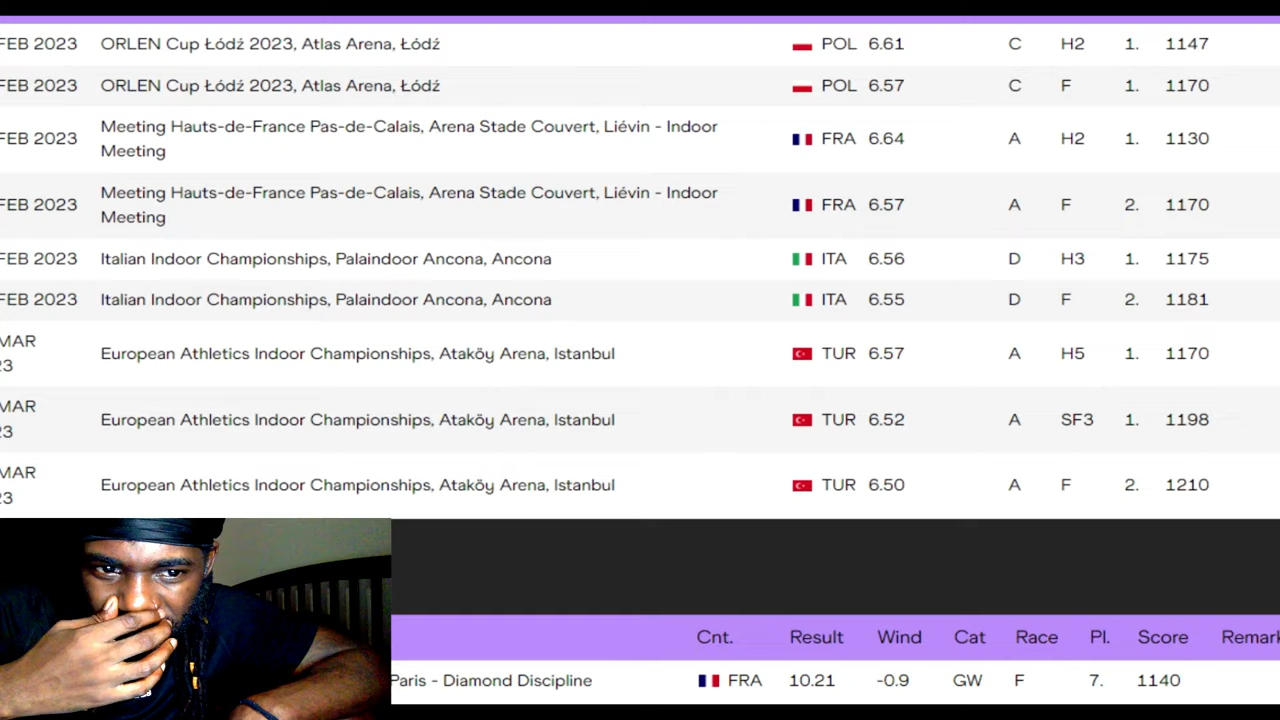 FEB 2023 ORLEN Cup Łódź 2023, Atlas Arena, Łódź POL 6.61 C H2 1. 1147
FEB 2023 ORLEN Cup Łódź 2023, Atlas Arena, Łódź POL 6.57 C F 1. 1170
FEB 2023 Meeting Hauts-de-France Pas-de-Calais, Arena Stade Couvert, Liévin - Indoor Meeting FRA 6.64 A H2 1. 1130
FEB 2023 Meeting Hauts-de-France Pas-de-Calais, Arena Stade Couvert, Liévin - Indoor Meeting FRA 6.57 A F 2. 1170
FEB 2023 Italian Indoor Championships, Palaindoor Ancona, Ancona ITA 6.56 D H3 1. 1175
FEB 2023 Italian Indoor Championships, Palaindoor Ancona, Ancona ITA 6.55 D F 2. 1181
MAR 23 European Athletics Indoor Championships, Ataköy Arena, Istanbul TUR 6.57 A H5 1. 1170
MAR 23 European Athletics Indoor Championships, Ataköy Arena, Istanbul TUR 6.52 A SF3 1. 1198
MAR 23 European Athletics Indoor Championships, Ataköy Arena, Istanbul TUR 6.50 A F 2. 1210
Cnt. Result Wind Cat Race Pl. Score Remark
Paris - Diamond Discipline FRA 10.21 -0.9 GW F 7. 1140